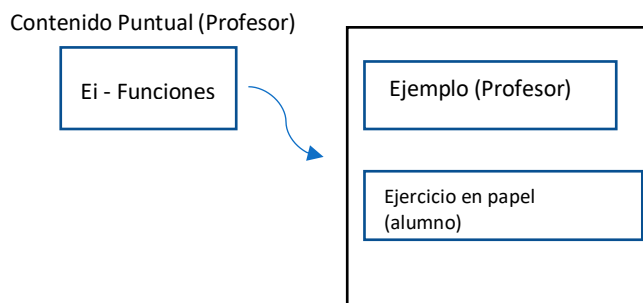 Contenido Puntual (Profesor)
Ei - Funciones
Ejemplo (Profesor)
Ejercicio en papel
(alumno)